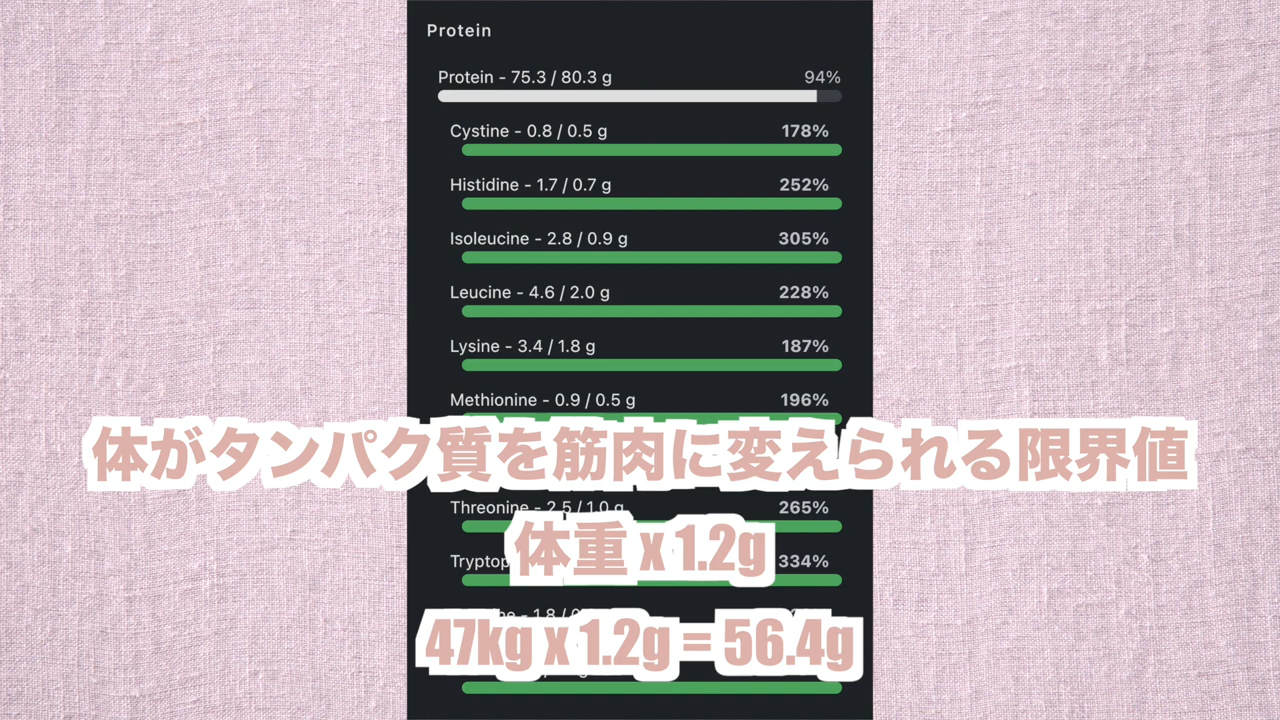 Protein
Protein - 75.3 / 80.3 g 94%
Cystine - 0.8 / 0.5 g 178%
Histidine - 1.7 / 0.7 g 252%
Isoleucine - 2.8 / 0.9 g 305%
Leucine - 4.6 / 2.0 g 228%
Lysine - 3.4 / 1.8 g 187%
Methionine - 0.9 / 0.5 g 196%
体がタンパク質を筋肉に変えられる限界値
Threonine - 2.5 / 1.0 g 265%
体重 x 1.2g
334%
47kg x 1.2g = 56.4g